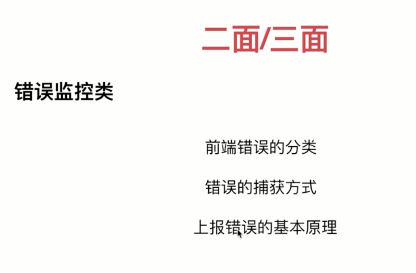 二面/三面
错误监控类
前端错误的分类
错误的捕获方式
上报错误的基本原理